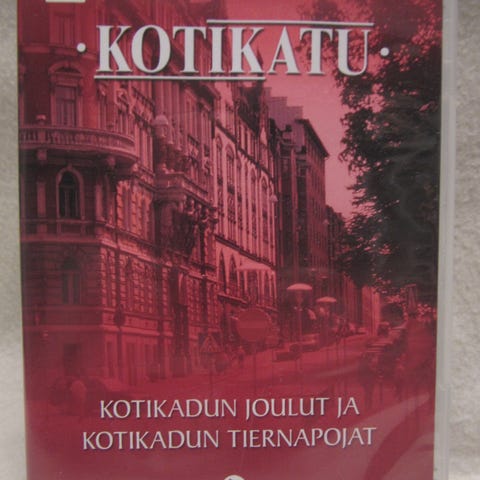 · KOTIKATU ·
KOTIKADUN JOULUT JA
KOTIKADUN TIERNAPOJAT